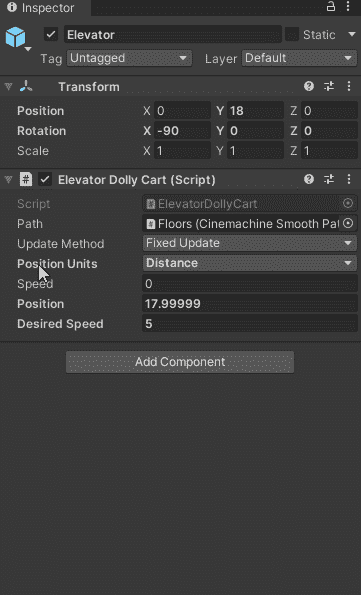 Inspector
Elevator Static
Tag Untagged Layer Default
Transform
Position X 0 Y 18 Z 0
Rotation X -90 Y 0 Z 0
Scale X 1 Y 1 Z 1
# Elevator Dolly Cart (Script)
Script # ElevatorDollyCart
Path # Floors (Cinemachine Smooth Pat
Update Method Fixed Update
Position Units Distance
Speed 0
Position 17.99999
Desired Speed 5
Add Component